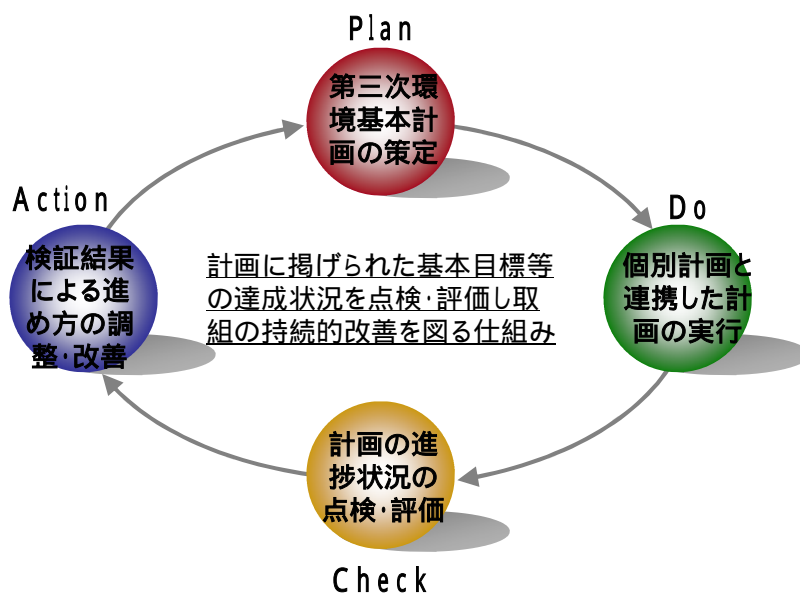 Plan
第三次環
境基本計
画の策定
Action
Do
検証結果
による進
め方の調
整・改善
計画に掲げられた基本目標等
の達成状況を点検・評価し取
組の持続的改善を図る仕組み
個別計画と
連携した計
画の実行
計画の進
捗状況の
点検・評価
Check